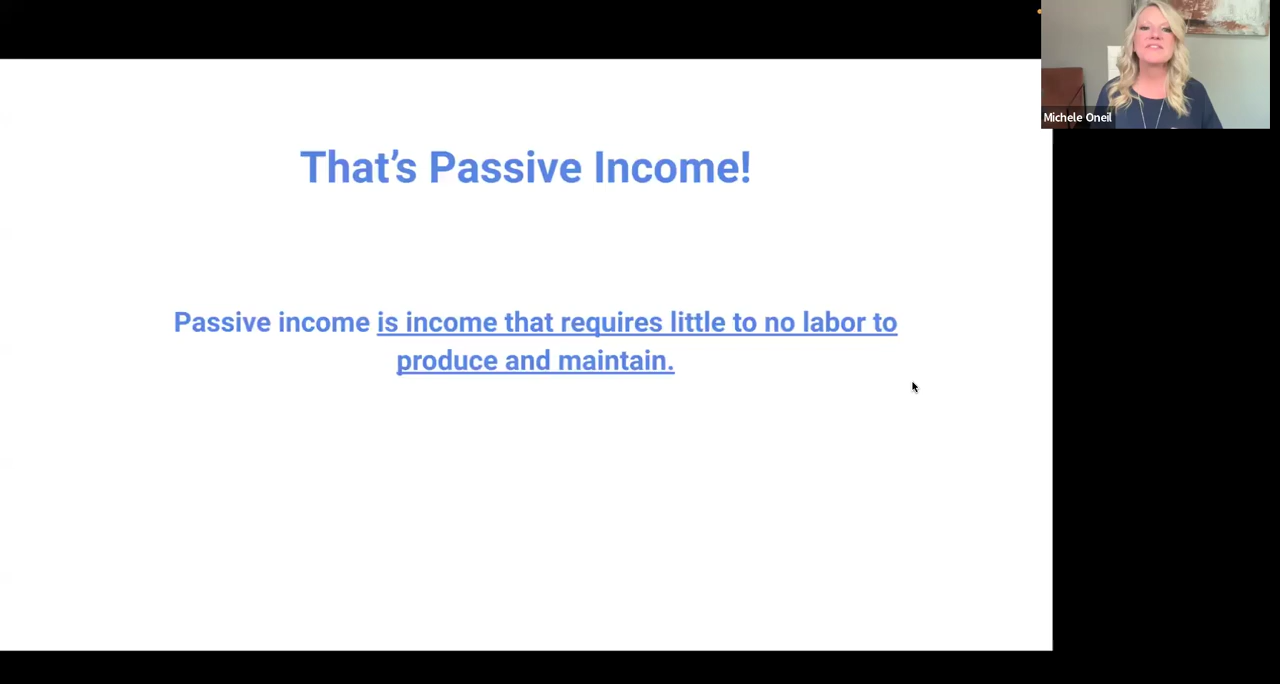 That's Passive Income!
Passive income is income that requires little to no labor to
produce and maintain.
Michele Oneil